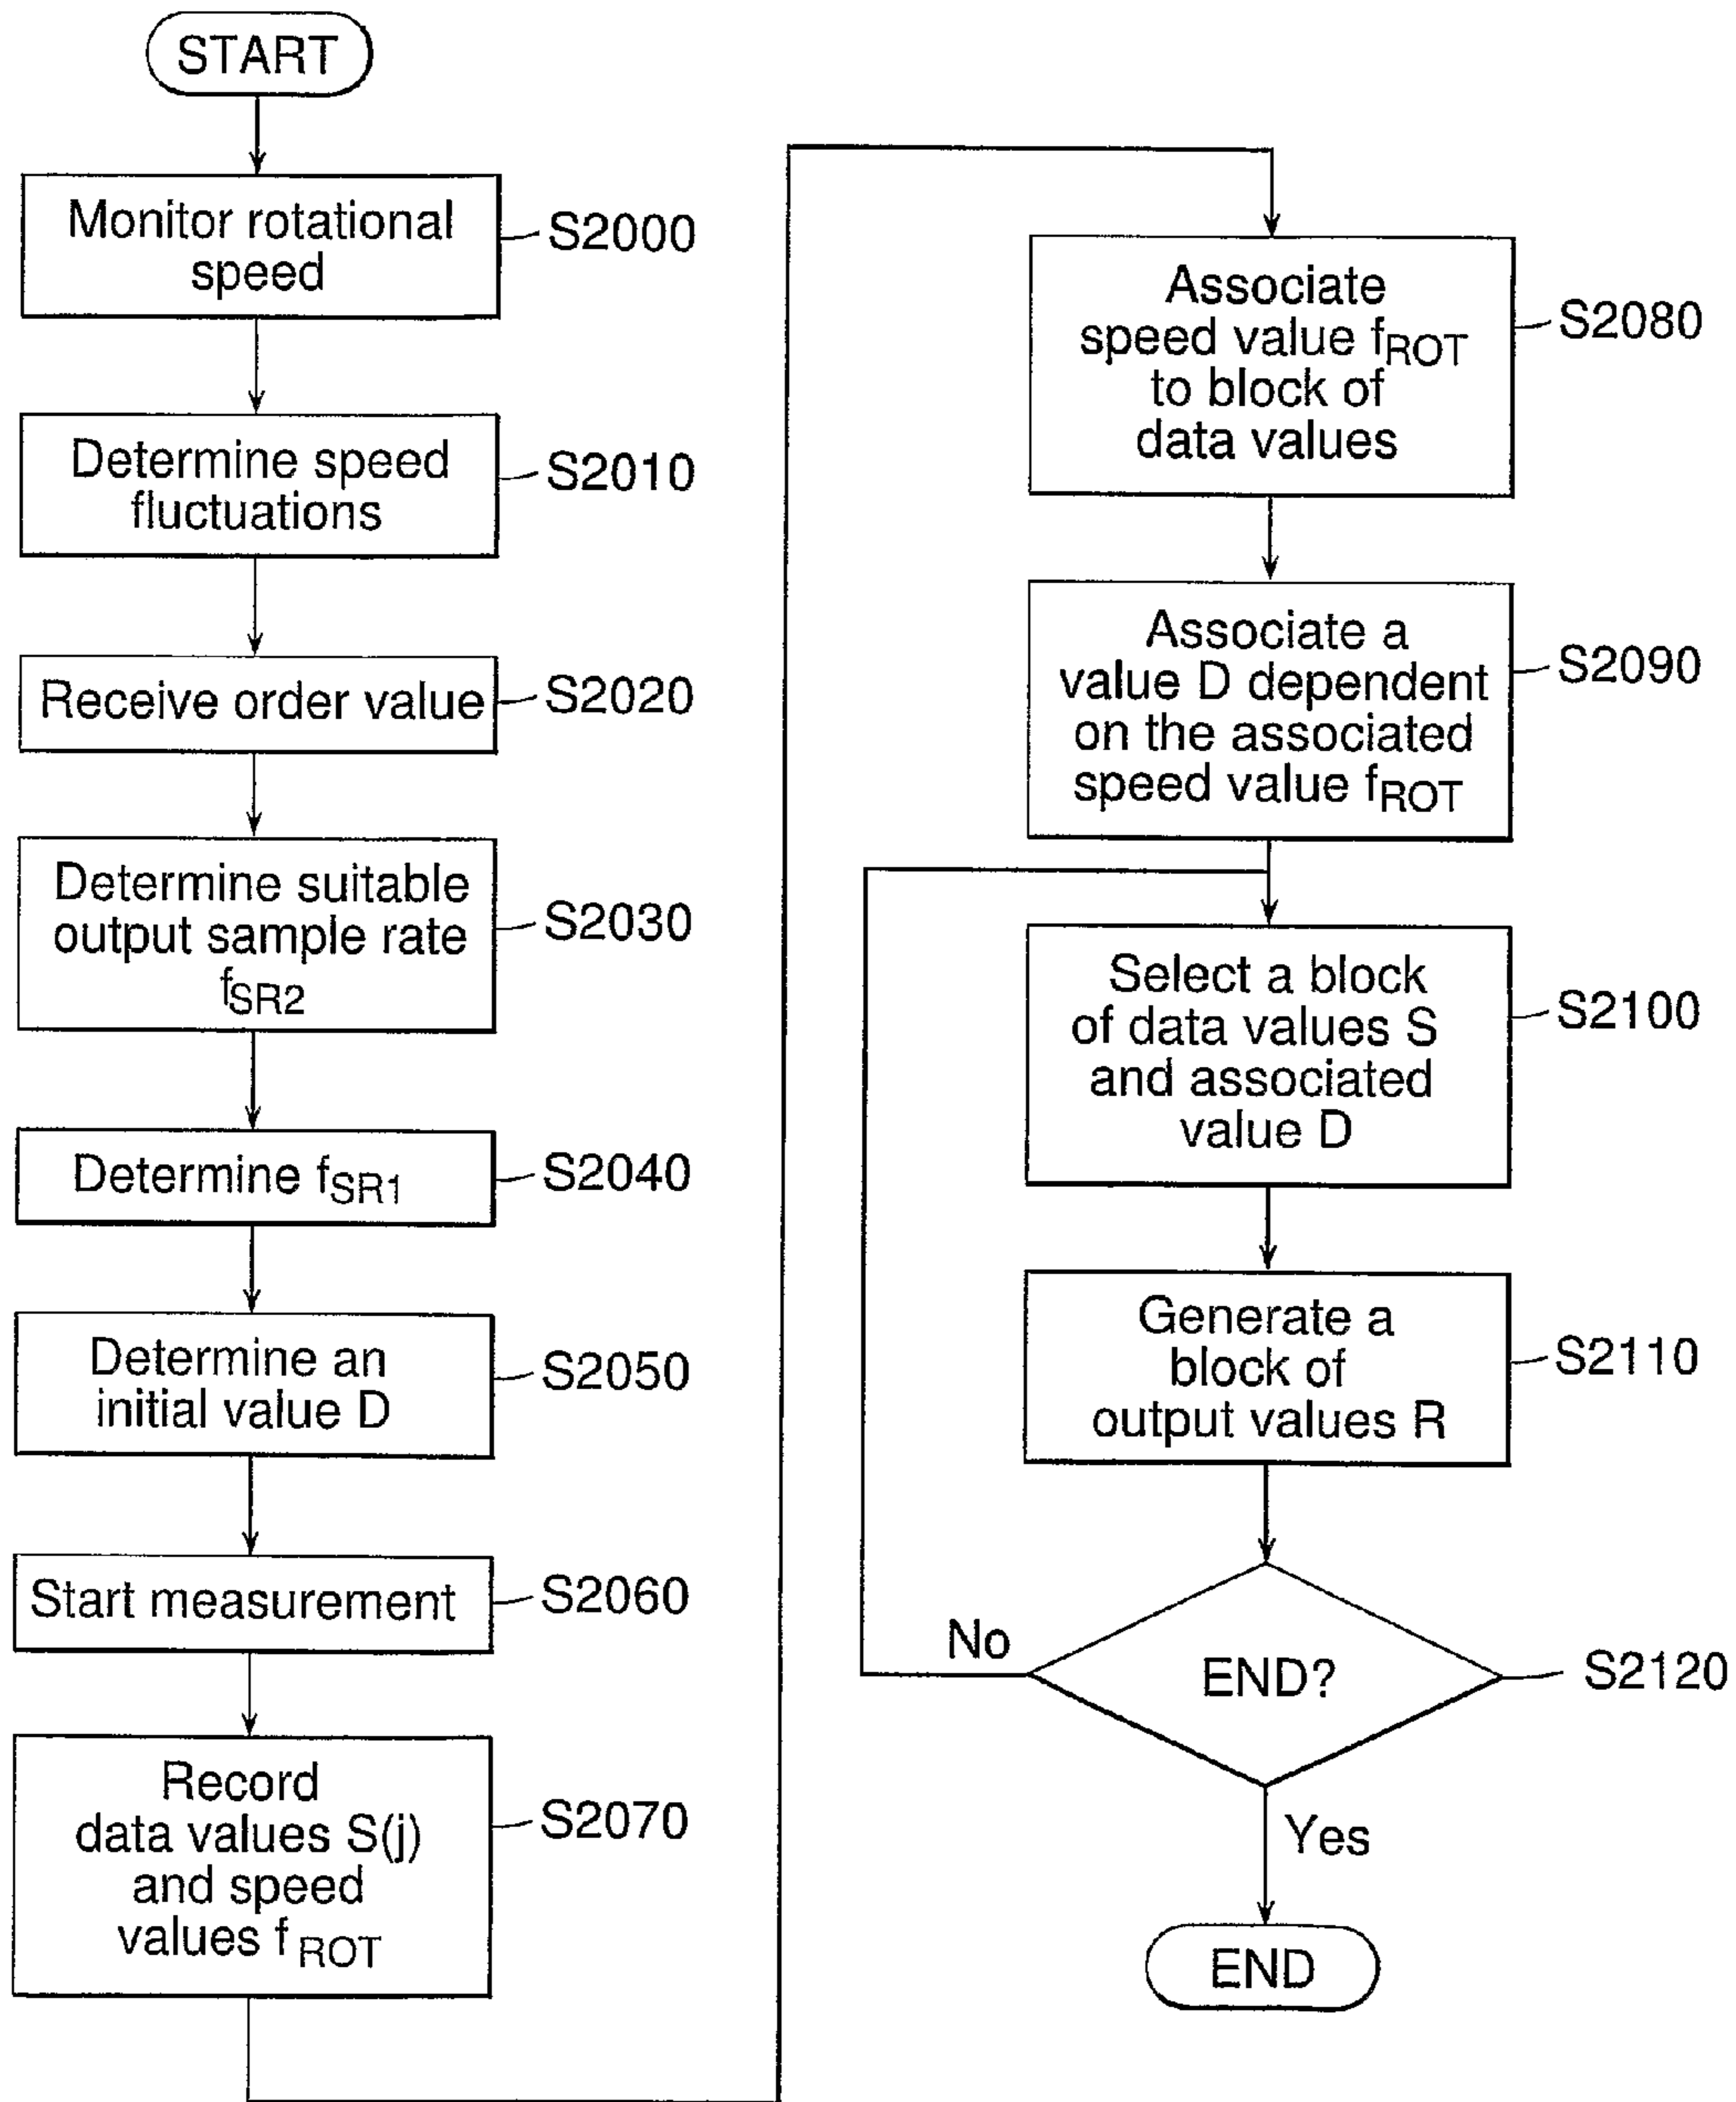 START
Monitor rotational
speed
S2000
Determine speed
fluctuations
S2010
Receive order value
S2020
Determine suitable
output sample rate
fSR2
S2030
Determine fSR1
S2040
Determine an
initial value D
S2050
Start measurement
S2060
Record
data values S(j)
and speed
values fROT
S2070
Associate
speed value fROT
to block of
data values
S2080
Associate a
value D dependent
on the associated
speed value fROT
S2090
Select a block
of data values S
and associated
value D
S2100
Generate a
block of
output values R
S2110
No
END?
S2120
Yes
END